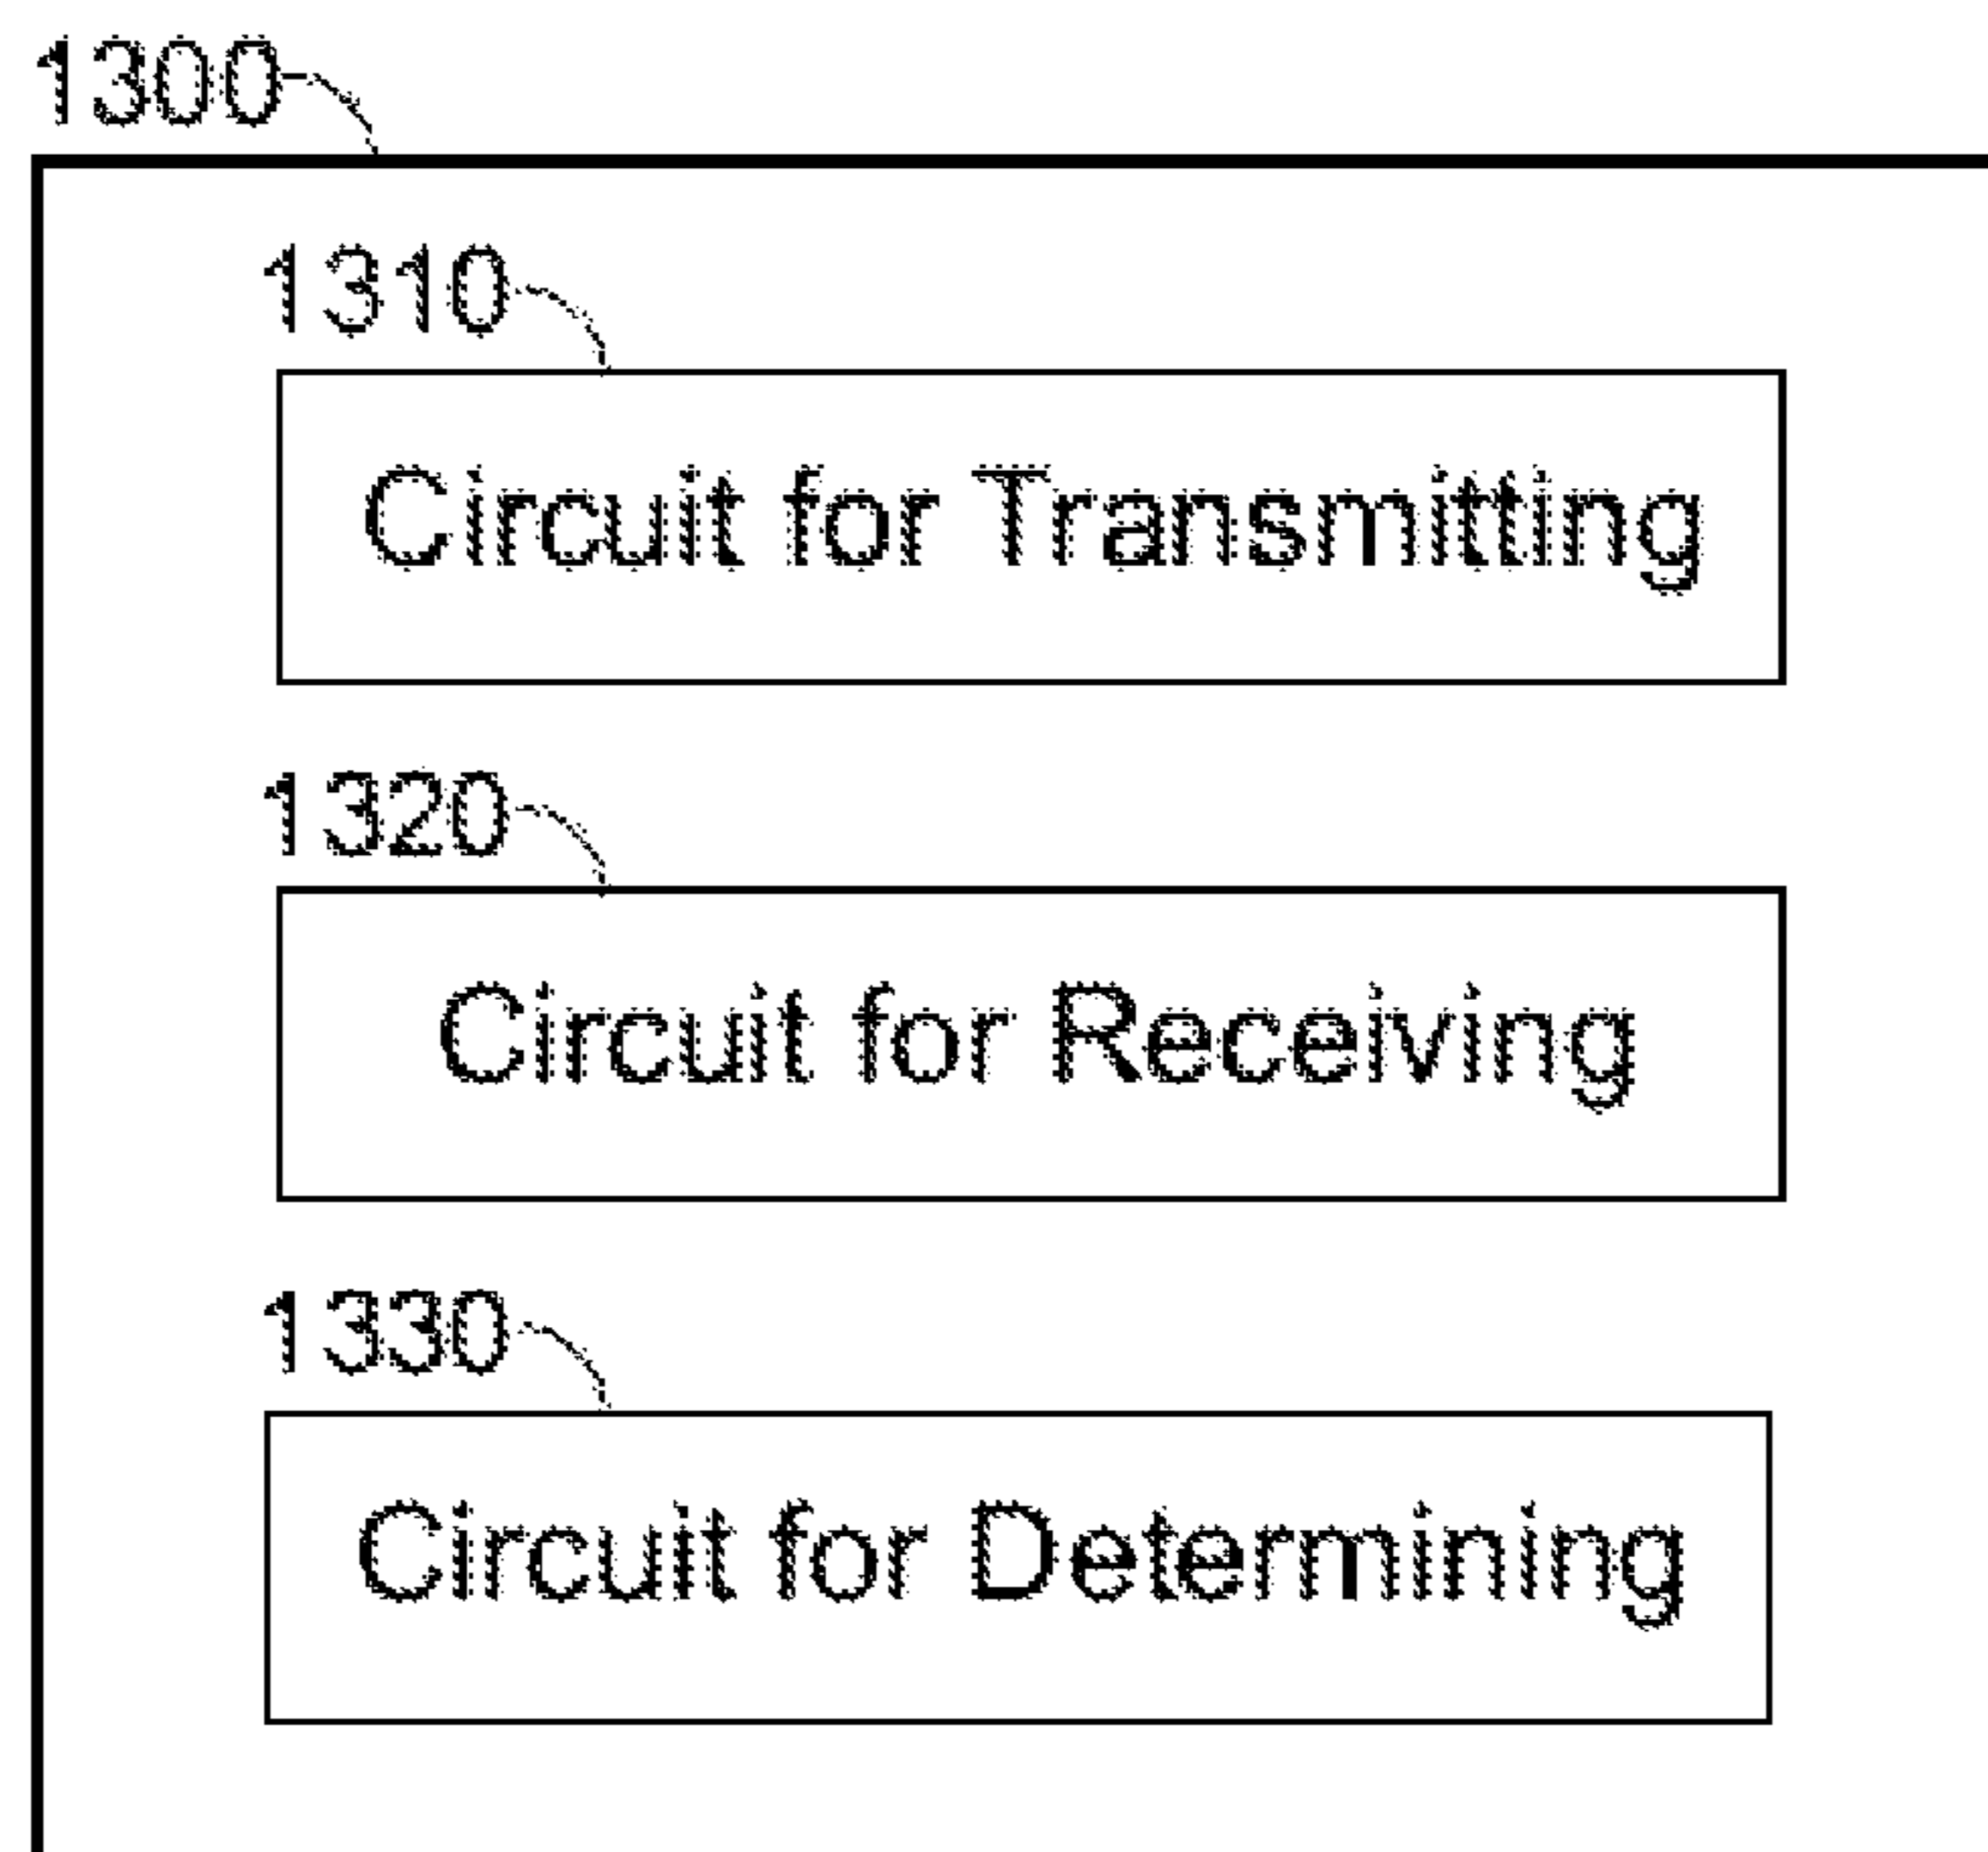 1300
1310
Circuit for Transmitting
1320
Circuit for Receiving
1330
Circuit for Determining